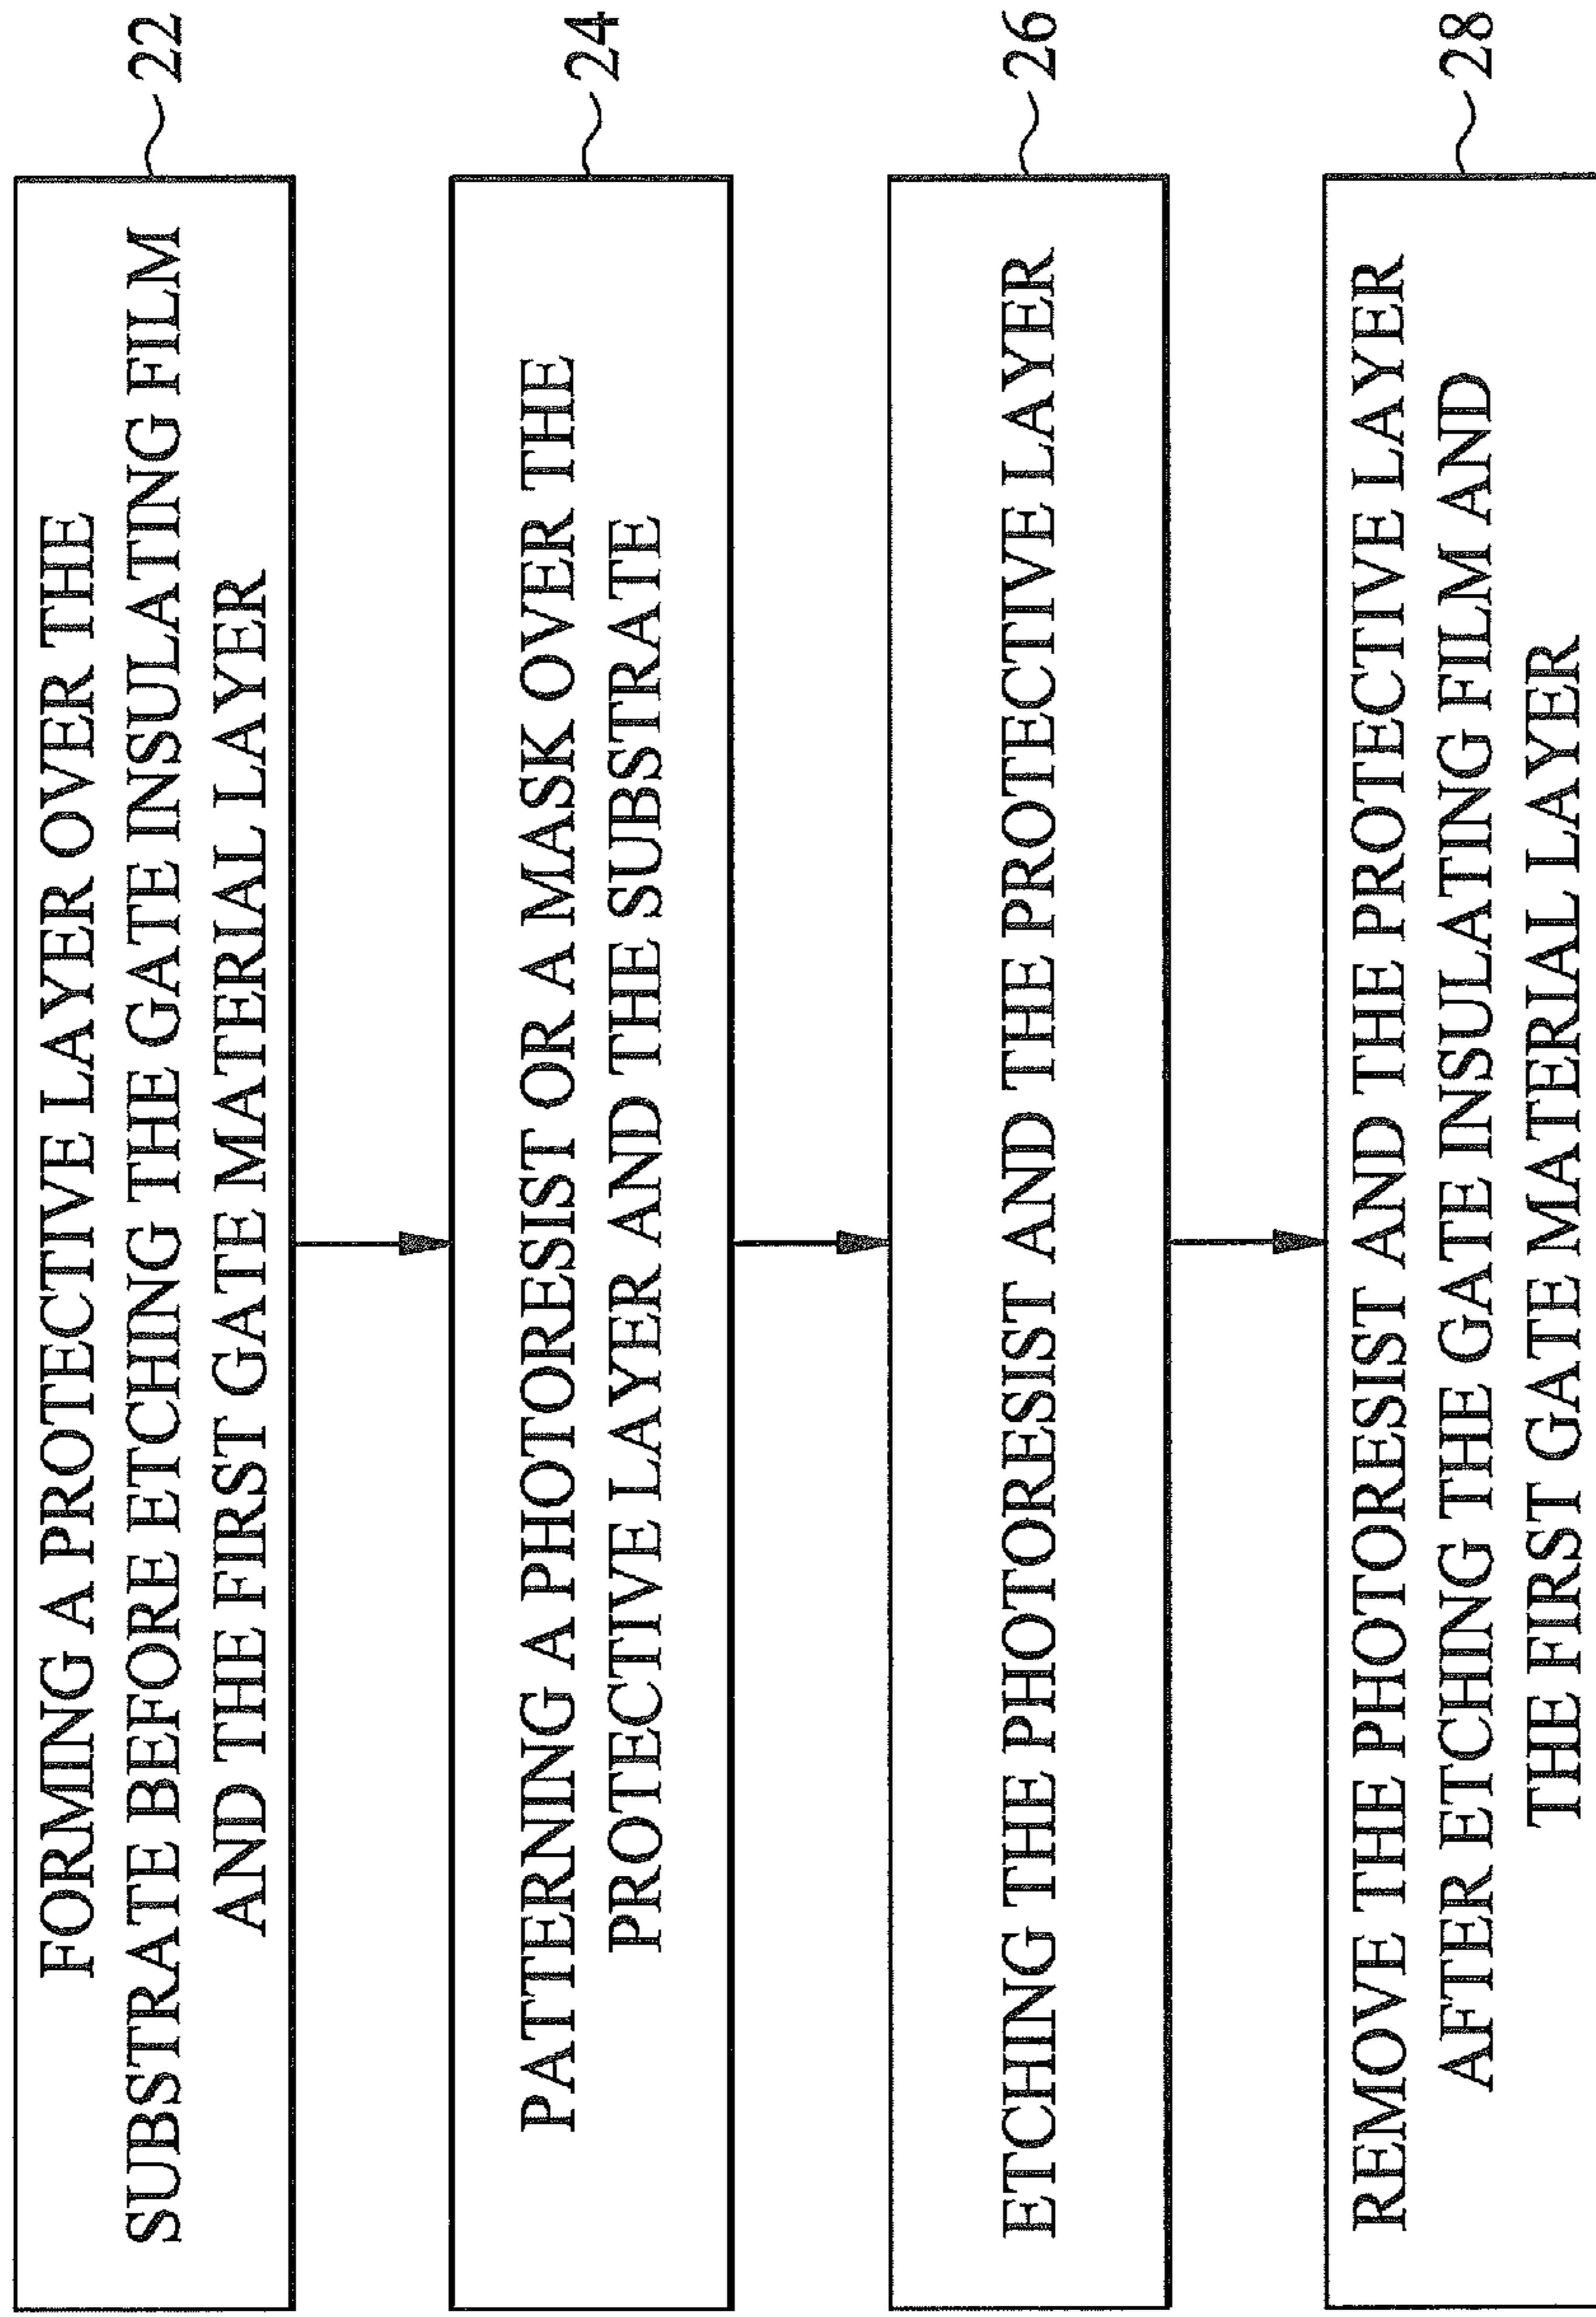 FORMING A PROTECTIVE LAYER OVER THE
SUBSTRATE BEFORE ETCHING THE GATE INSULATING FILM
AND THE FIRST GATE MATERIAL LAYER
22
PATTERNING A PHOTORESIST OR A MASK OVER THE
PROTECTIVE LAYER AND THE SUBSTRATE
24
ETCHING THE PHOTORESIST AND THE PROTECTIVE LAYER
26
REMOVE THE PHOTORESIST AND THE PROTECTIVE LAYER
AFTER ETCHING THE GATE INSULATING FILM AND
THE FIRST GATE MATERIAL LAYER
28